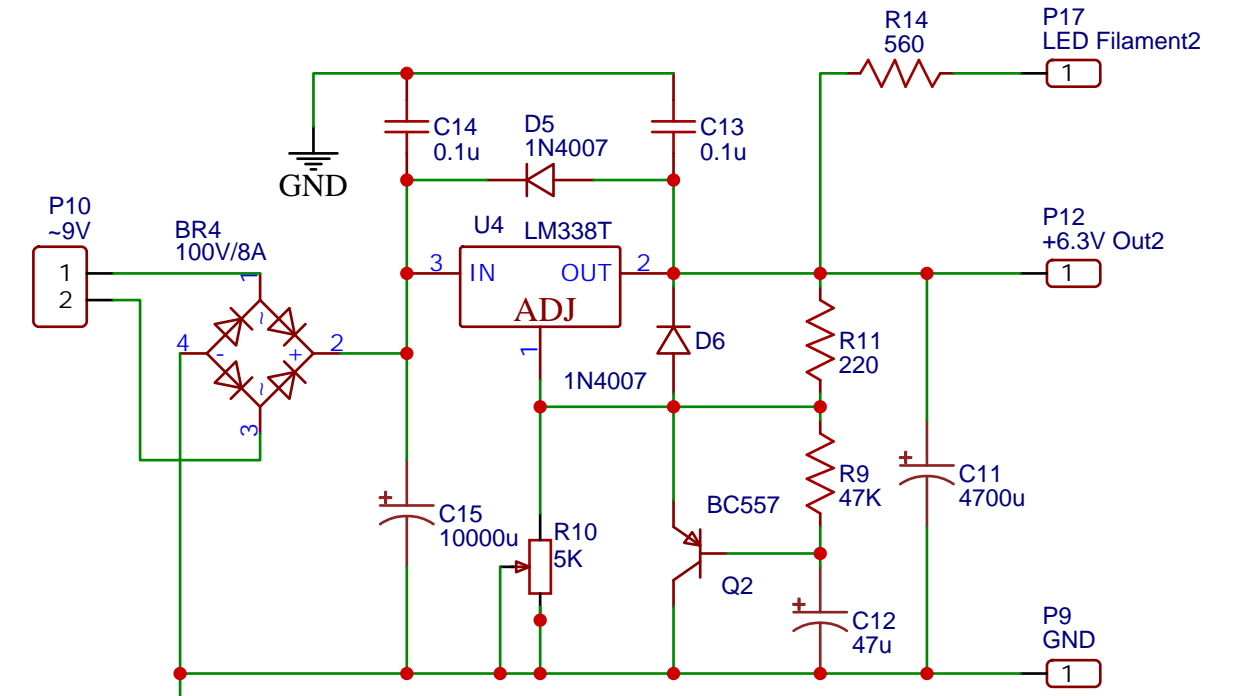 R14
560
P17
LED Filament2
1
C14
0.1u
D5
1N4007
C13
0.1u
GND
P10
~9V
1
2
BR4
100V/8A
1
~
4
-
+
2
~
3
U4
LM338T
3
IN
OUT
2
ADJ
1
P12
+6.3V Out2
1
D6
1N4007
R11
220
R9
47K
C11
4700u
+
C15
10000u
+
R10
5K
BC557
Q2
+
C12
47u
P9
GND
1